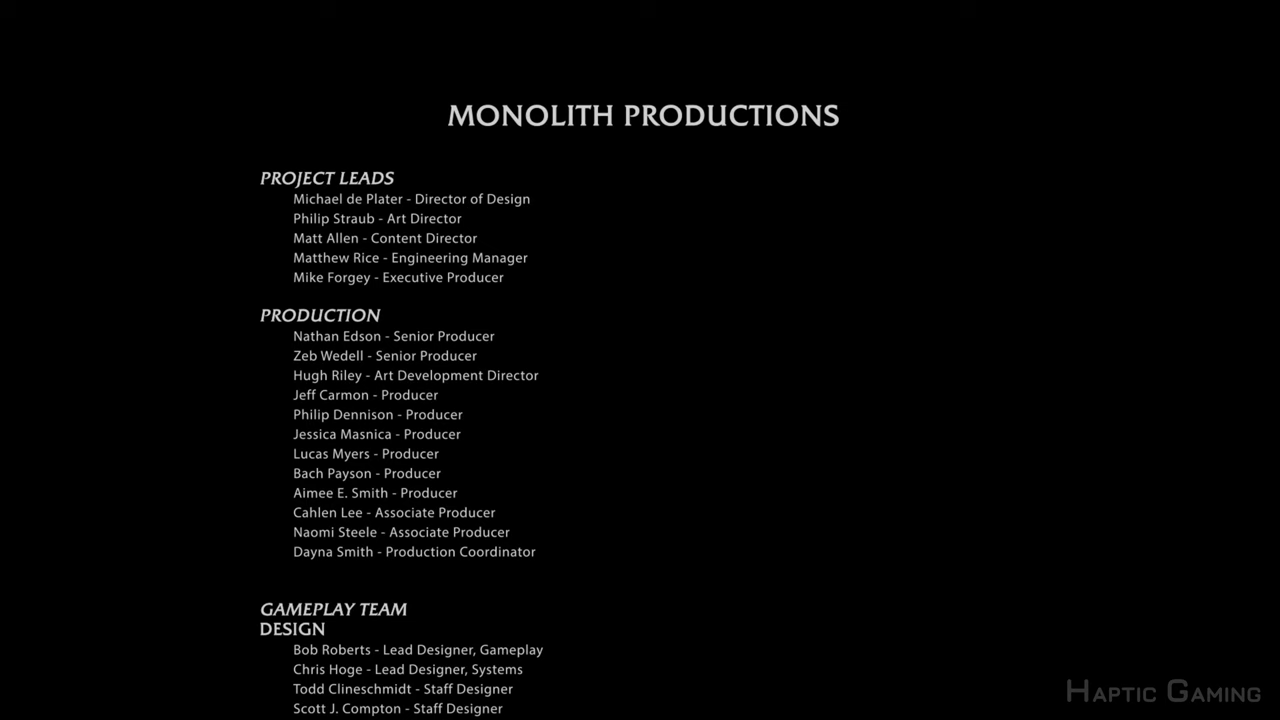 MONOLITH PRODUCTIONS
PROJECT LEADS
Michael de Plater - Director of Design
Philip Straub - Art Director
Matt Allen - Content Director
Matthew Rice - Engineering Manager
Mike Forgey - Executive Producer
PRODUCTION
Nathan Edson - Senior Producer
Zeb Wedell - Senior Producer
Hugh Riley - Art Development Director
Jeff Carmon - Producer
Philip Dennison - Producer
Jessica Masnica - Producer
Lucas Myers - Producer
Bach Payson - Producer
Aimee E. Smith - Producer
Cahlen Lee - Associate Producer
Naomi Steele - Associate Producer
Dayna Smith - Production Coordinator
GAMEPLAY TEAM
DESIGN
Bob Roberts - Lead Designer, Gameplay
Chris Hoge - Lead Designer, Systems
Todd Clineschmidt - Staff Designer
Scott J. Compton - Staff Designer
Haptic Gaming